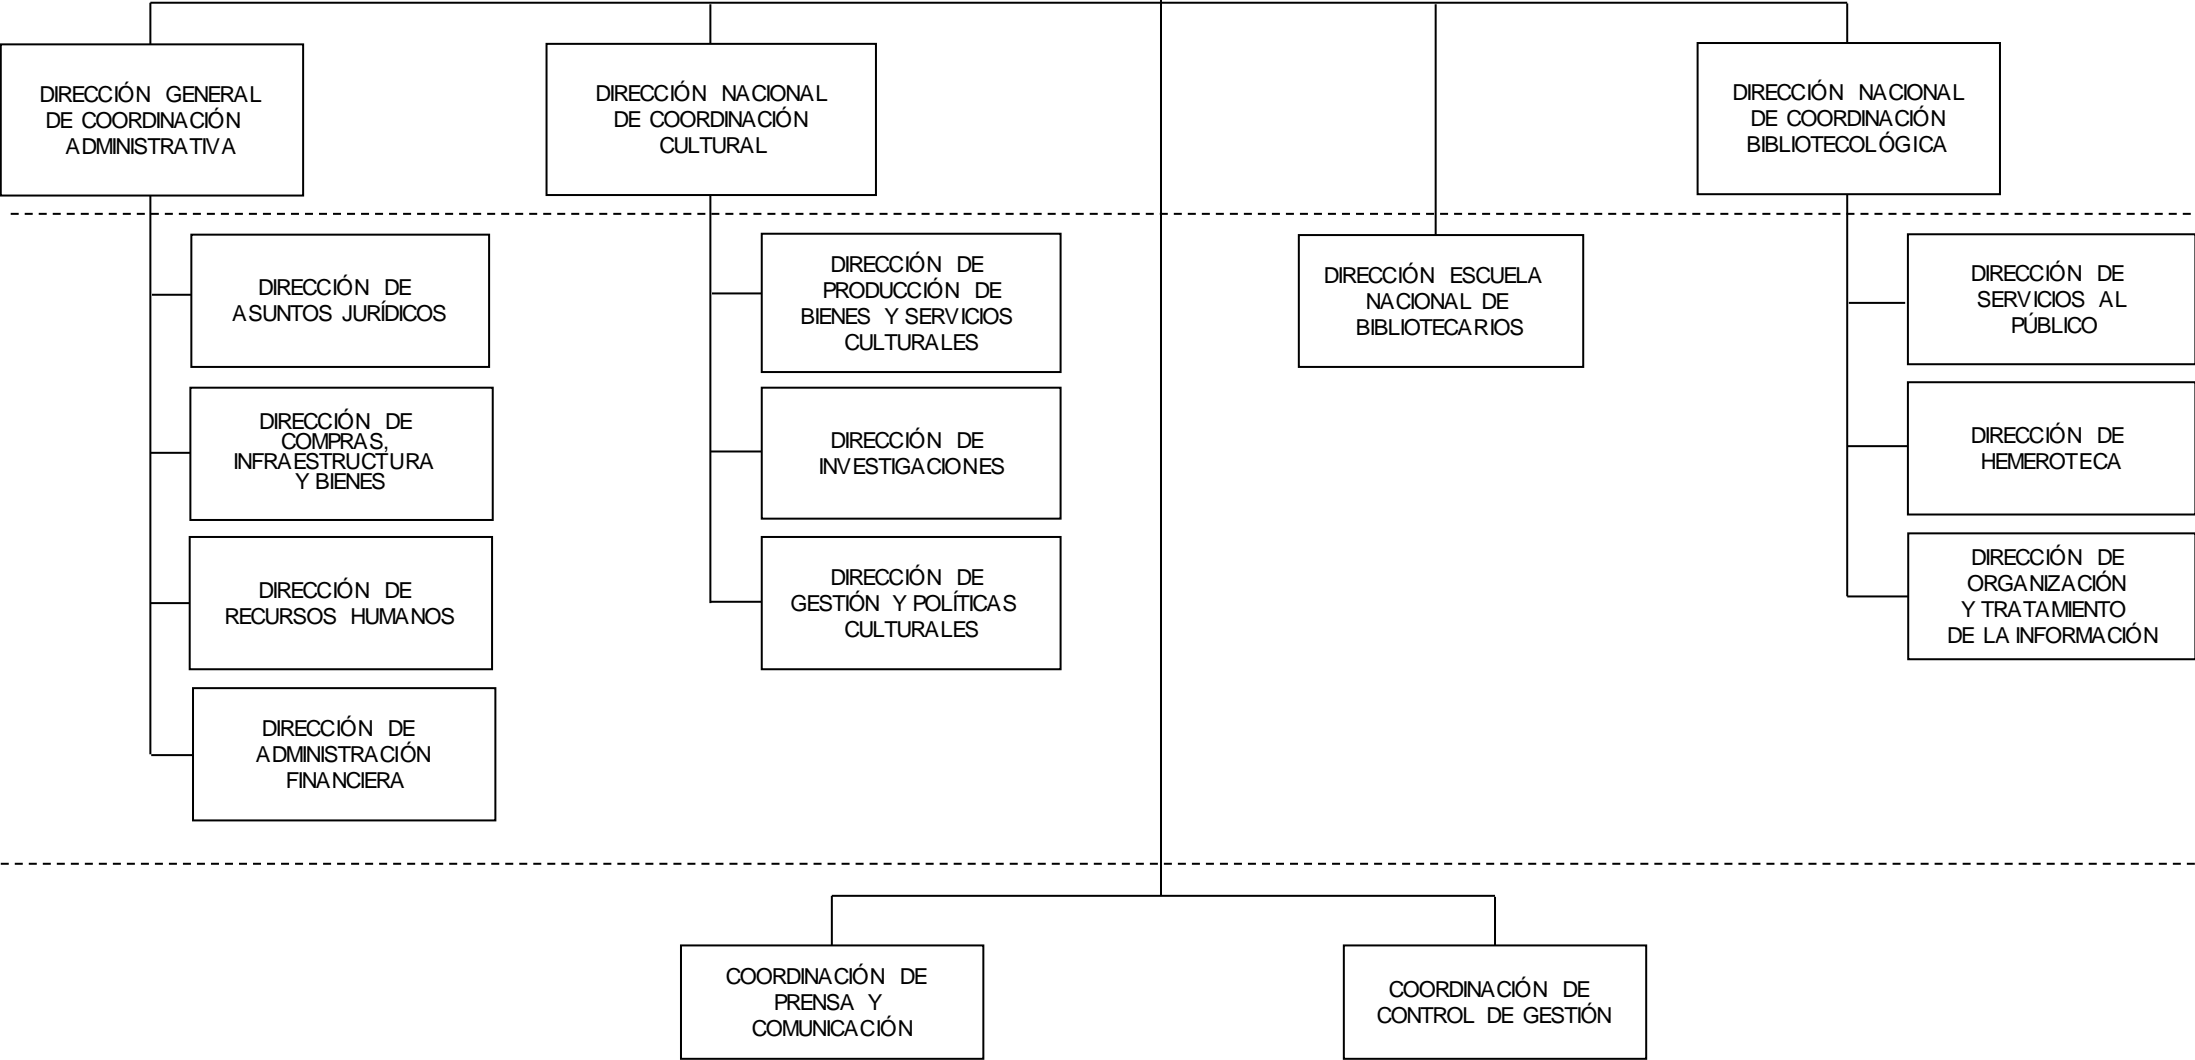 DIRECCIÓN GENERAL
DE COORDINACIÓN
ADMINISTRATIVA
DIRECCIÓN NACIONAL
DE COORDINACIÓN
CULTURAL
DIRECCIÓN NACIONAL
DE COORDINACIÓN
BIBLIOTECOLÓGICA
DIRECCIÓN DE
ASUNTOS JURÍDICOS
DIRECCIÓN DE
COMPRAS,
INFRAESTRUCTURA
Y BIENES
DIRECCIÓN DE
RECURSOS HUMANOS
DIRECCIÓN DE
ADMINISTRACIÓN
FINANCIERA
DIRECCIÓN DE
PRODUCCIÓN DE
BIENES Y SERVICIOS
CULTURALES
DIRECCIÓN DE
INVESTIGACIONES
DIRECCIÓN DE
GESTIÓN Y POLÍTICAS
CULTURALES
DIRECCIÓN ESCUELA
NACIONAL DE
BIBLIOTECARIOS
DIRECCIÓN DE
SERVICIOS AL
PÚBLICO
DIRECCIÓN DE
HEMEROTECA
DIRECCIÓN DE
ORGANIZACIÓN
Y TRATAMIENTO
DE LA INFORMACIÓN
COORDINACIÓN DE
PRENSA Y
COMUNICACIÓN
COORDINACIÓN DE
CONTROL DE GESTIÓN